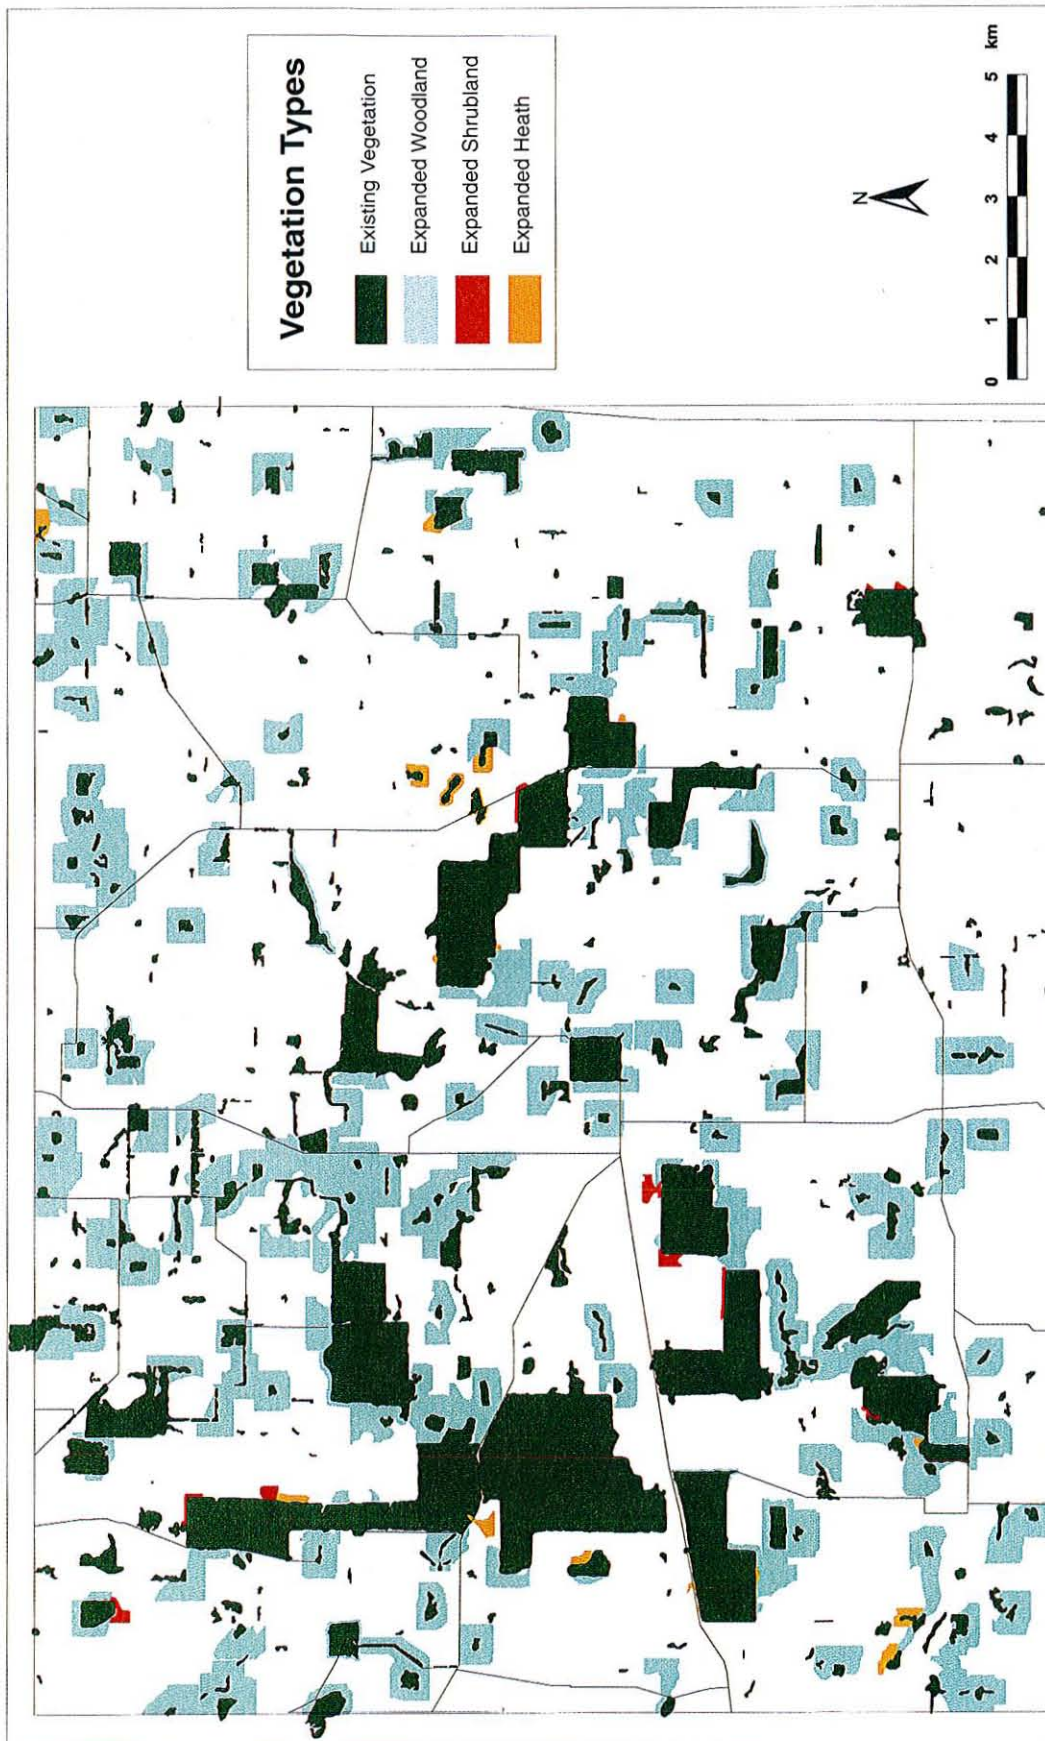 Vegetation Types
Existing Vegetation
Expanded Woodland
Expanded Shrubland
Expanded Heath
N
0 1 2 3 4 5 km